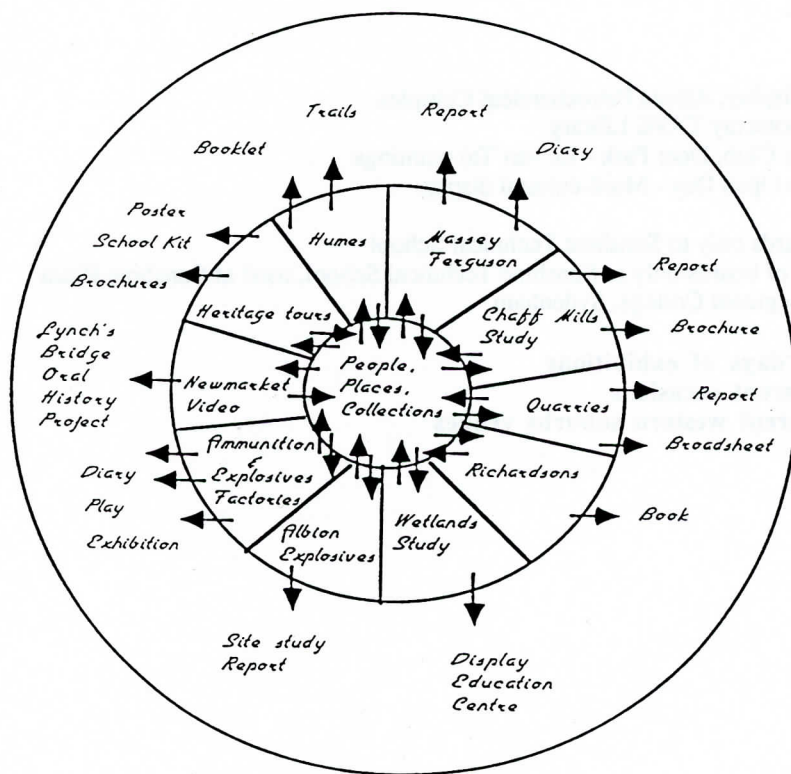 Trails
Report
Booklet
Diary
Poster
School Kit
Brochures
Humes
Massey
Ferguson
Report
Heritage tours
Chaff Mills
Study
Brochure
Lynch's
Bridge
Oral
History
Project
Newmarket
Video
People,
Places,
Collections
Quarries
Report
Broadsheet
Ammunition
&
Explosives
Factories
Richardsons
Book
Diary
Play
Exhibition
Albion
Explosives
Wetlands
Study
Site study
Report
Display
Education
Centre